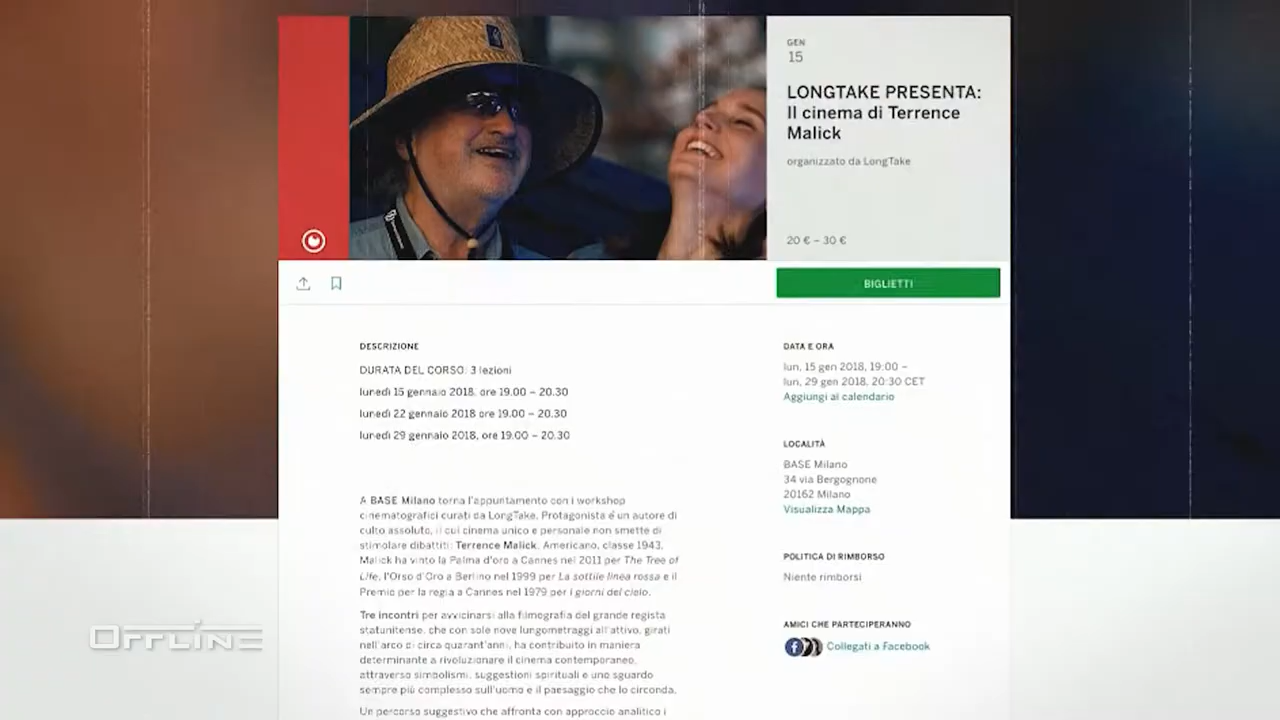 GEN
15
LONGTAKE PRESENTA:
Il cinema di Terrence
Malick
organizzato da LongTake
20 € – 30 €
BIGLIETTI
DESCRIZIONE
DURATA DEL CORSO: 3 lezioni
lunedì 15 gennaio 2018, ore 19.00 – 20.30
lunedì 22 gennaio 2018 ore 19.00 – 20.30
lunedì 29 gennaio 2018, ore 19.00 – 20.30
A BASE Milano torna l'appuntamento con i workshop
cinematografici curati da LongTake. Protagonista è un autore di
culto assoluto, il cui cinema unico e personale non smette di
stimolare dibattiti: Terrence Malick. Americano, classe 1943,
Malick ha vinto la Palma d'oro a Cannes nel 2011 per The Tree of
Life, l'Orso d'Oro a Berlino nel 1999 per La sottile linea rossa e il
Premio per la regia a Cannes nel 1979 per I giorni del cielo.
Tre incontri per avvicinarsi alla filmografia del grande regista
statunitense, che con sole nove lungometraggi all'attivo, girati
nell'arco di circa quarant'anni, ha contribuito in maniera
determinante a rivoluzionare il cinema contemporaneo,
attraverso simbolismi, suggestioni spirituali e uno sguardo
sempre più complesso sull'uomo e il paesaggio che lo circonda.
Un percorso suggestivo che affronta con approccio analitico i
DATA E ORA
lun, 15 gen 2018, 19:00 –
lun, 29 gen 2018, 20:30 CET
Aggiungi al calendario
LOCALITÀ
BASE Milano
34 via Bergognone
20162 Milano
Visualizza Mappa
POLITICA DI RIMBORSO
Niente rimborsi
AMICI CHE PARTECIPERANNO
Collegati a Facebook
OFFLINE